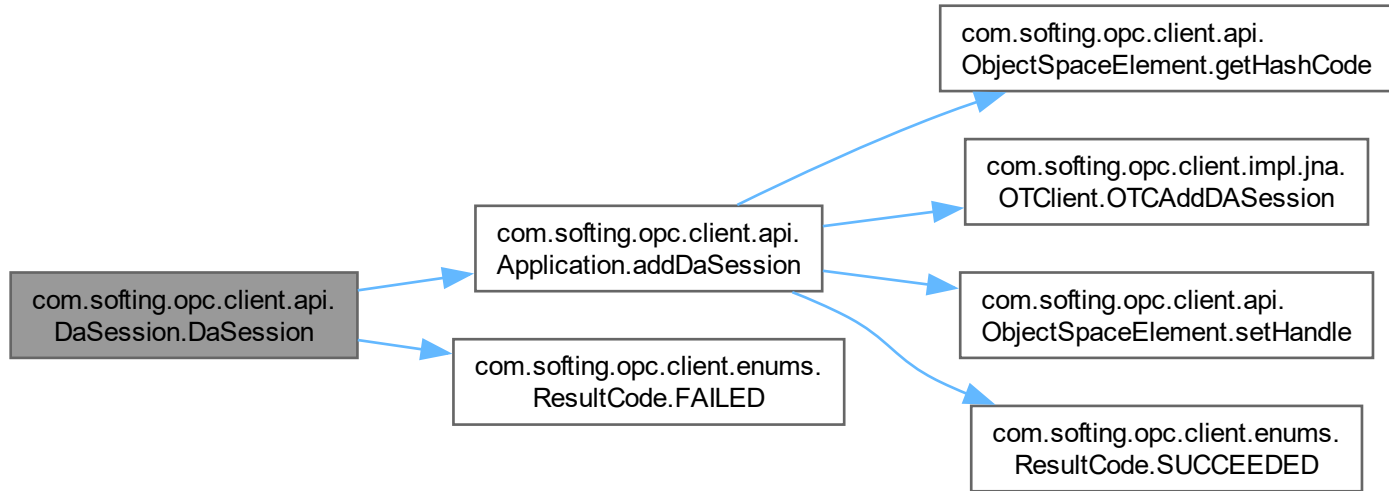 com.softing.opc.client.api.
DaSession.DaSession
com.softing.opc.client.api.
Application.addDaSession
com.softing.opc.client.enums.
ResultCode.FAILED
com.softing.opc.client.api.
ObjectSpaceElement.getHashCode
com.softing.opc.client.impl.jna.
OTClient.OTCAddDASession
com.softing.opc.client.api.
ObjectSpaceElement.setHandle
com.softing.opc.client.enums.
ResultCode.SUCCEEDED